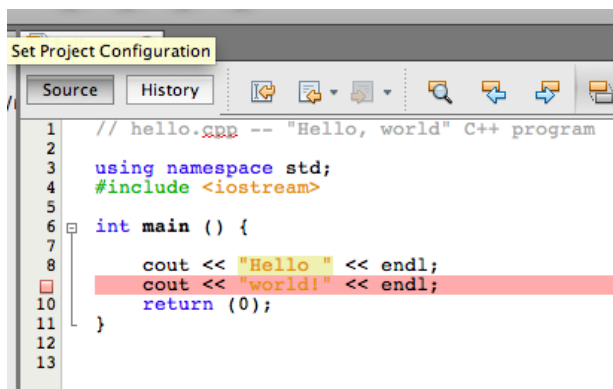 Set Project Configuration
Source History
1 // hello.cpp -- "Hello, world" C++ program
2
3 using namespace std;
4 #include <iostream>
5
6 int main () {
7
8 cout << "Hello " << endl;
cout << "world!" << endl;
10 return (0);
11 }
12
13